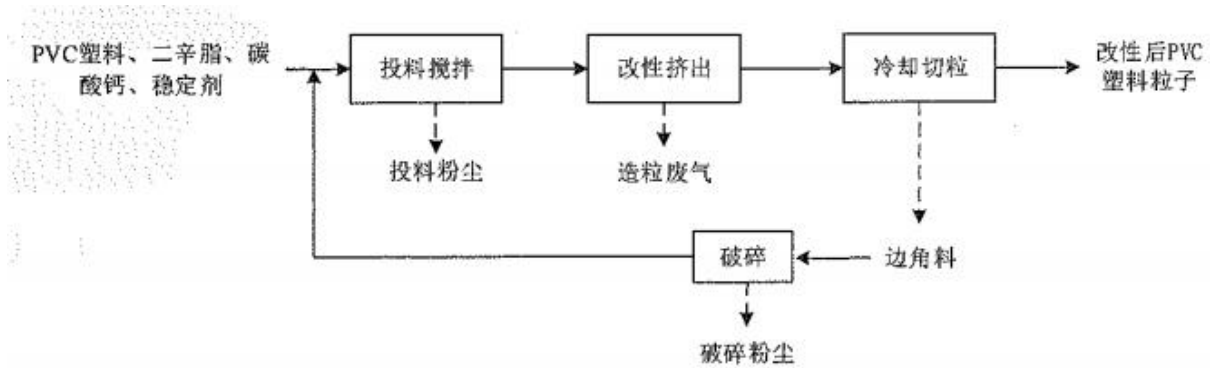 PVC塑料、二辛脂、碳
酸钙、稳定剂
投料搅拌
改性挤出
冷却切粒
改性后PVC
塑料粒子
投料粉尘
造粒废气
破碎
边角料
破碎粉尘